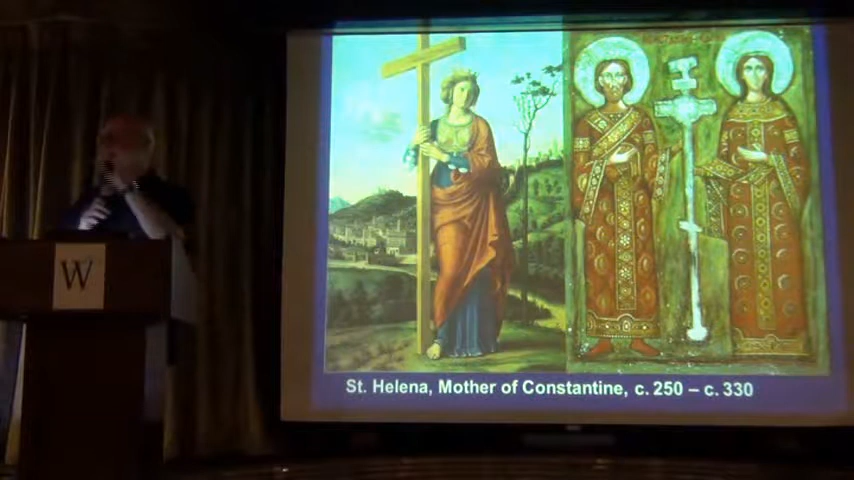 W
St. Helena, Mother of Constantine, c. 250 – c. 330